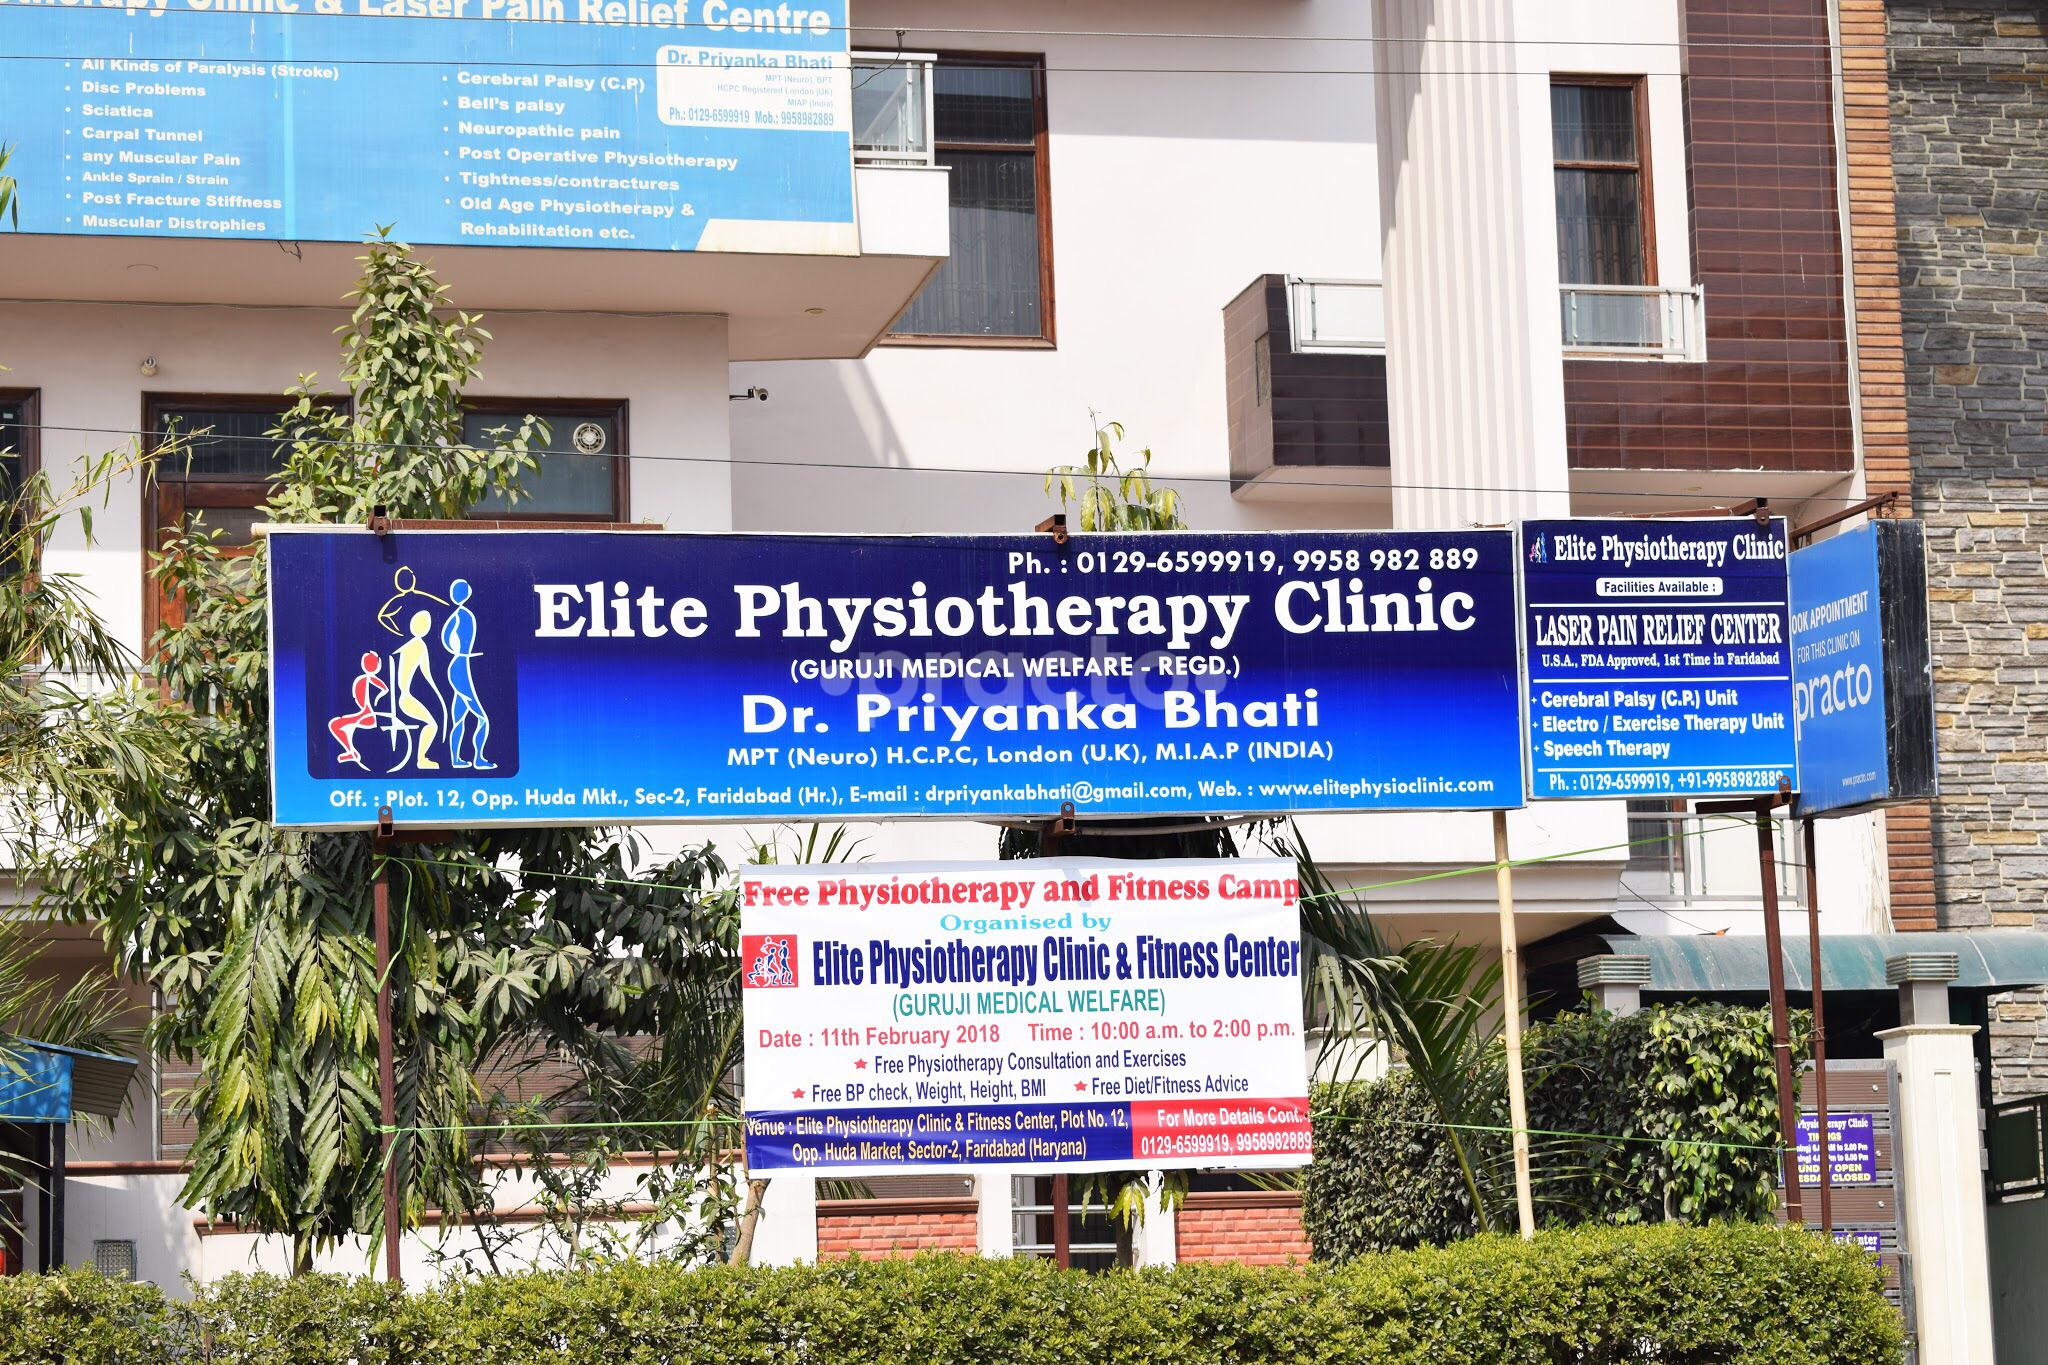 Clinic & Laser Pain Relief Centre
• All Kinds of Paralysis (Stroke)
• Disc Problems
• Sciatica
• Carpal Tunnel
• any Muscular Pain
• Ankle Sprain / Strain
• Post Fracture Stiffness
• Muscular Distrophies
• Cerebral Palsy (C.P)
• Bell's palsy
• Neuropathic pain
• Post Operative Physiotherapy
• Tightness/contractures
• Old Age Physiotherapy &
Rehabilitation etc.
Dr. Priyanka Bhati
MPT (Neuro), BPT
HCPC Registered London (UK)
MIAP (India)
Ph.: 0129-6599919 Mob.: 9958982889
Ph. : 0129-6599919, 9958 982 889
Elite Physiotherapy Clinic
(GURUJI MEDICAL WELFARE - REGD.)
practo
Dr. Priyanka Bhati
MPT (Neuro) H.C.P.C, London (U.K), M.I.A.P (INDIA)
Off. : Plot. 12, Opp. Huda Mkt., Sec-2, Faridabad (Hr.), E-mail : drpriyankabhati@gmail.com, Web. : www.elitephysioclinic.com
Elite Physiotherapy Clinic
Facilities Available :
LASER PAIN RELIEF CENTER
U.S.A., FDA Approved, 1st Time in Faridabad
+ Cerebral Palsy (C.P.) Unit
+ Electro / Exercise Therapy Unit
+ Speech Therapy
Ph. : 0129-6599919, +91-9958982889
APPOINTMENT
FOR THIS CLINIC ON
practo
www.practo.com
Free Physiotherapy and Fitness Camp
Organised by
Elite Physiotherapy Clinic & Fitness Center
(GURUJI MEDICAL WELFARE)
Date : 11th February 2018 Time : 10:00 a.m. to 2:00 p.m.
★ Free Physiotherapy Consultation and Exercises
★ Free BP check, Weight, Height, BMI ★ Free Diet/Fitness Advice
Venue : Elite Physiotherapy Clinic & Fitness Center, Plot No. 12,
Opp. Huda Market, Sector-2, Faridabad (Haryana)
For More Details Cont. :
0129-6599919, 9958982889
Clinic
OPEN
CLOSED